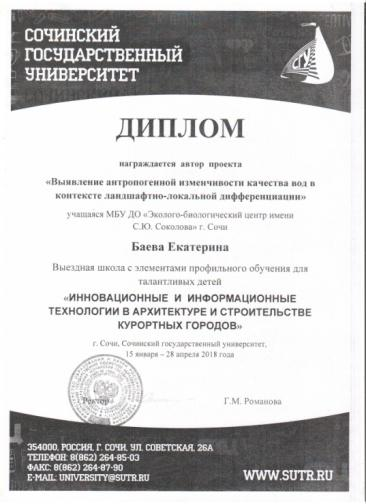 СОЧИНСКИЙ
ГОСУДАРСТВЕННЫЙ
УНИВЕРСИТЕТ
СГУ
ДИПЛОМ
награждается автор проекта
«Выявление антропогенной изменчивости качества вод в
контексте ландшафтно-локальной дифференциации»
учащаяся МБУ ДО «Эколого-биологический центр имени
С.Ю. Соколова» г. Сочи
Баева Екатерина
Выездная школа с элементами профильного обучения для
талантливых детей
«ИННОВАЦИОННЫЕ И ИНФОРМАЦИОННЫЕ
ТЕХНОЛОГИИ В АРХИТЕКТУРЕ И СТРОИТЕЛЬСТВЕ
КУРОРТНЫХ ГОРОДОВ»
г. Сочи, Сочинский государственный университет,
15 января – 28 апреля 2018 года
Ректор Г.М. Романова
354000, РОССИЯ, Г. СОЧИ, УЛ. СОВЕТСКАЯ, 26А
ТЕЛЕФОН: 8(862) 264-85-03
ФАКС: 8(862) 264-87-90
E-MAIL: UNIVERSITY@SUTR.RU
WWW.SUTR.RU